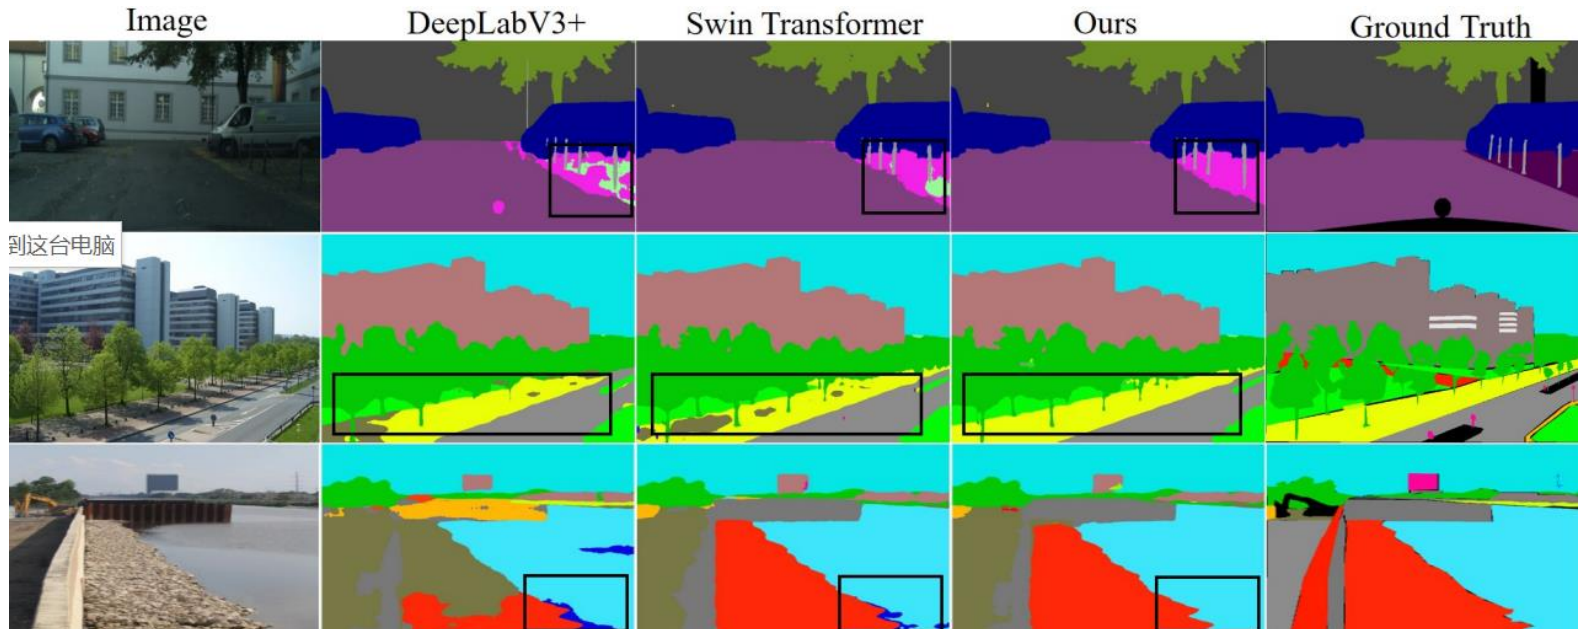 Image
DeepLabV3+
Swin Transformer
Ours
Ground Truth
到这台电脑